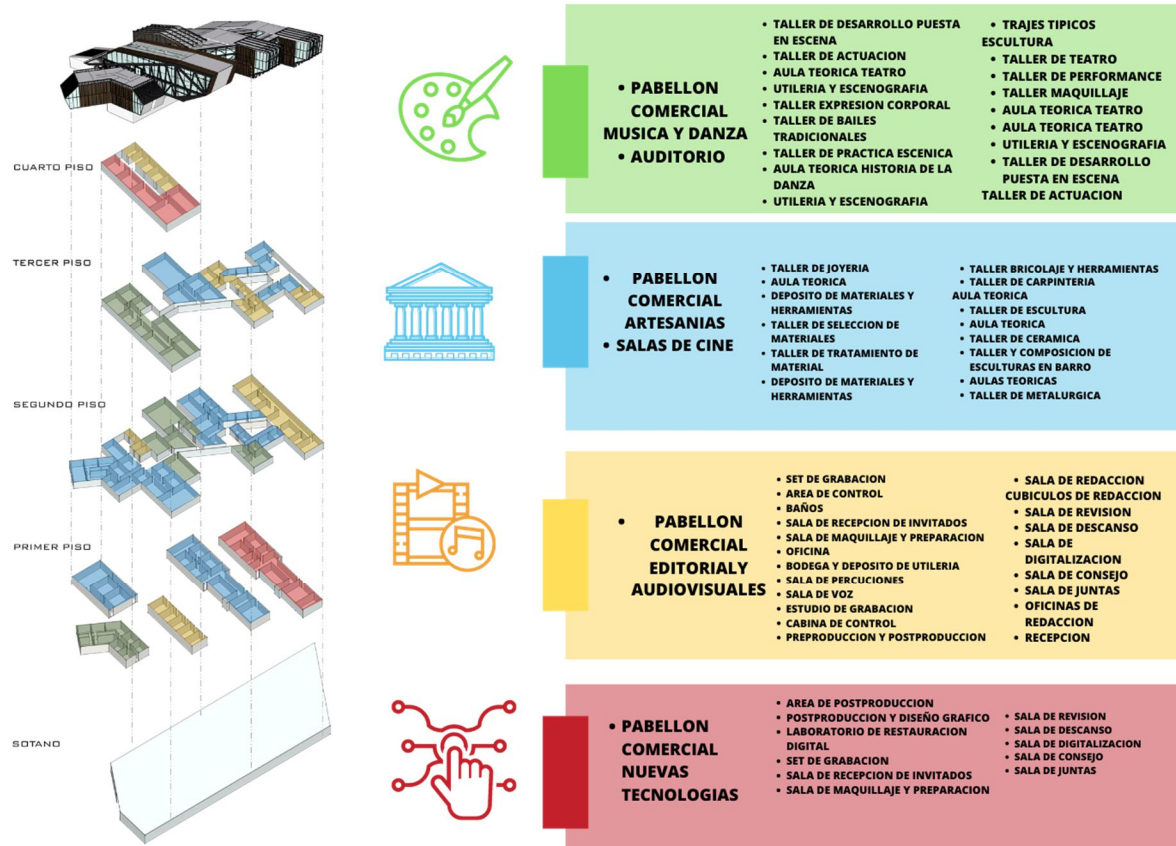 CUARTO PISO
TERCER PISO
SEGUNDO PISO
PRIMER PISO
SOTANO
• PABELLON
COMERCIAL
MUSICA Y DANZA
• AUDITORIO
• TALLER DE DESARROLLO PUESTA
EN ESCENA
• TALLER DE ACTUACION
• AULA TEORICA TEATRO
• UTILERIA Y ESCENOGRAFIA
• TALLER EXPRESION CORPORAL
• TALLER DE BAILES
TRADICIONALES
• TALLER DE PRACTICA ESCENICA
• AULA TEORICA HISTORIA DE LA
DANZA
• UTILERIA Y ESCENOGRAFIA
• TRAJES TIPICOS
ESCULTURA
• TALLER DE TEATRO
• TALLER DE PERFORMANCE
• TALLER MAQUILLAJE
• AULA TEORICA TEATRO
• AULA TEORICA TEATRO
• UTILERIA Y ESCENOGRAFIA
• TALLER DE DESARROLLO
PUESTA EN ESCENA
TALLER DE ACTUACION
• PABELLON
COMERCIAL
ARTESANIAS
• SALAS DE CINE
• TALLER DE JOYERIA
• AULA TEORICA
• DEPOSITO DE MATERIALES Y
HERRAMIENTAS
• TALLER DE SELECCION DE
MATERIALES
• TALLER DE TRATAMIENTO DE
MATERIAL
• DEPOSITO DE MATERIALES Y
HERRAMIENTAS
• TALLER BRICOLAJE Y HERRAMIENTAS
• TALLER DE CARPINTERIA
AULA TEORICA
• TALLER DE ESCULTURA
• AULA TEORICA
• TALLER DE CERAMICA
• TALLER Y COMPOSICION DE
ESCULTURAS EN BARRO
• AULAS TEORICAS
• TALLER DE METALURGICA
• PABELLON
COMERCIAL
EDITORIALY
AUDIOVISUALES
• SET DE GRABACION
• AREA DE CONTROL
• BAÑOS
• SALA DE RECEPCION DE INVITADOS
• SALA DE MAQUILLAJE Y PREPARACION
• OFICINA
• BODEGA Y DEPOSITO DE UTILERIA
• SALA DE PERCUCIONES
• SALA DE VOZ
• ESTUDIO DE GRABACION
• CABINA DE CONTROL
• PREPRODUCCION Y POSTPRODUCCION
• SALA DE REDACCION
CUBICULOS DE REDACCION
• SALA DE REVISION
• SALA DE DESCANSO
• SALA DE
DIGITALIZACION
• SALA DE CONSEJO
• SALA DE JUNTAS
• OFICINAS DE
REDACCION
• RECEPCION
• PABELLON
COMERCIAL
NUEVAS
TECNOLOGIAS
• AREA DE POSTPRODUCCION
• POSTPRODUCCION Y DISEÑO GRAFICO
• LABORATORIO DE RESTAURACION
DIGITAL
• SET DE GRABACION
• SALA DE RECEPCION DE INVITADOS
• SALA DE MAQUILLAJE Y PREPARACION
• SALA DE REVISION
• SALA DE DESCANSO
• SALA DE DIGITALIZACION
• SALA DE CONSEJO
• SALA DE JUNTAS